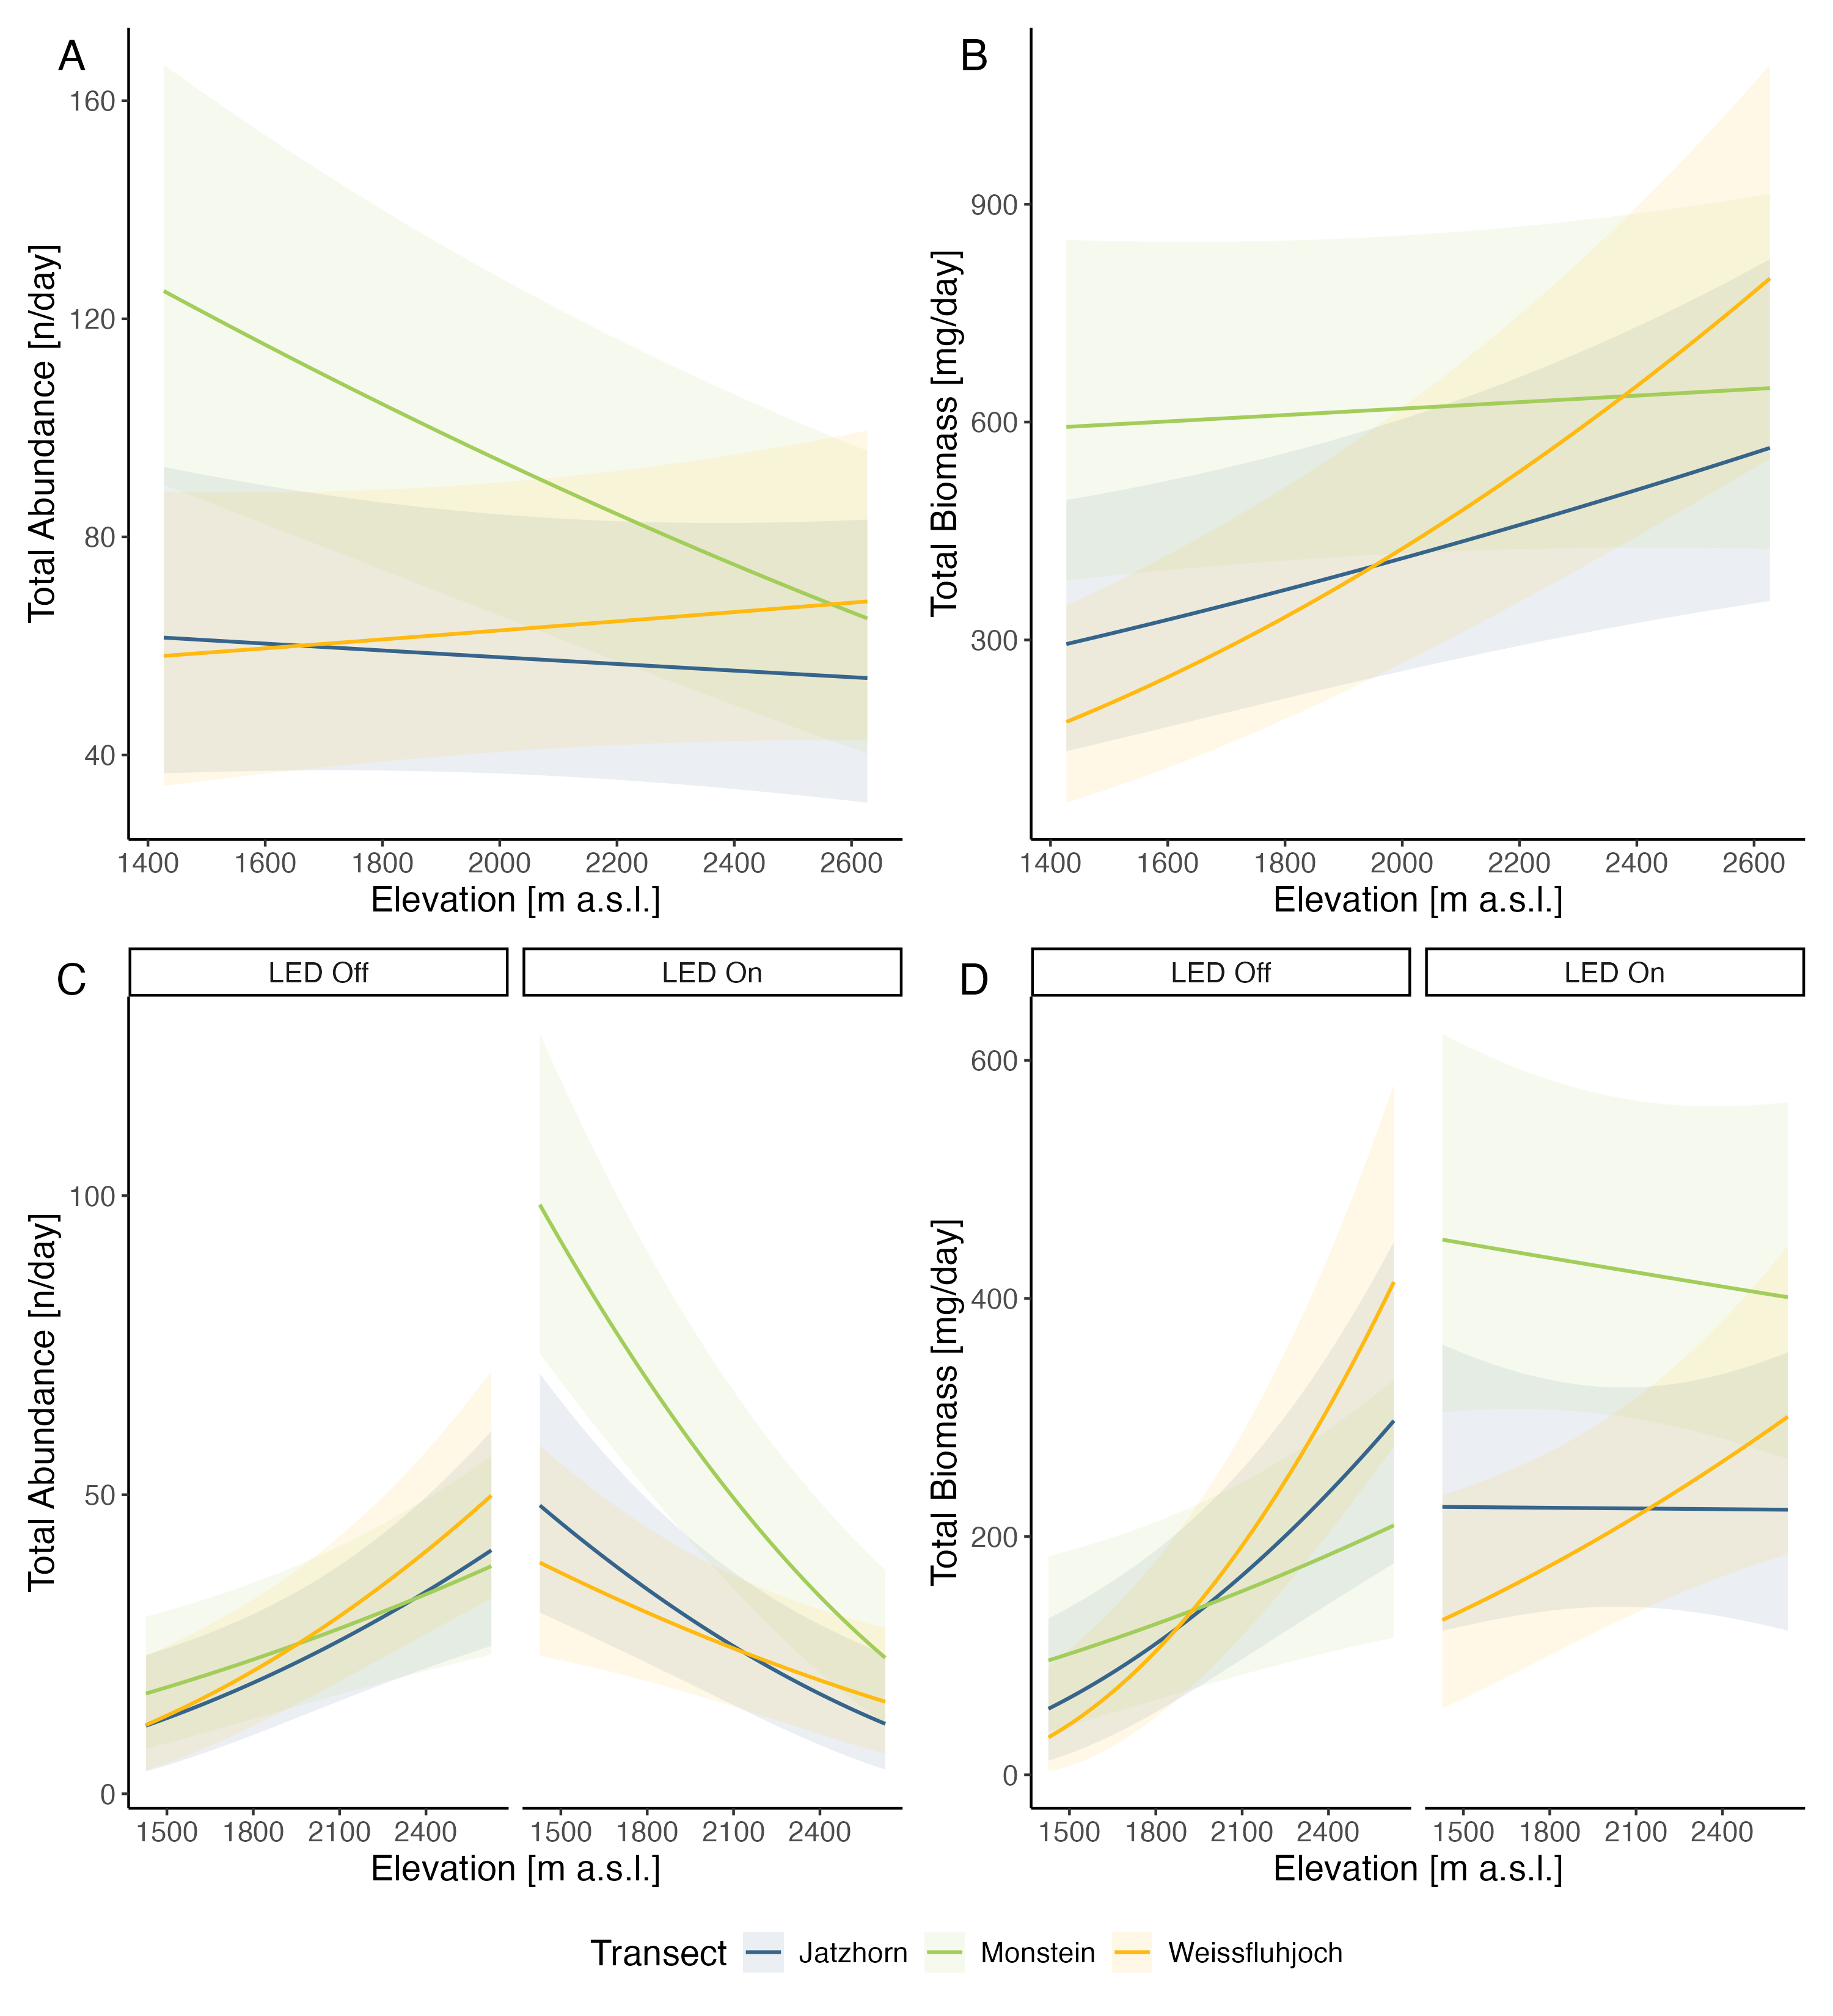 A
Total Abundance [n/day]
160
120
80
40
1400 1600 1800 2000 2200 2400 2600
Elevation [m a.s.l.]
B
Total Biomass [mg/day]
900
600
300
1400 1600 1800 2000 2200 2400 2600
Elevation [m a.s.l.]
C
LED Off LED On
Total Abundance [n/day]
100
50
0
1500 1800 2100 2400 1500 1800 2100 2400
Elevation [m a.s.l.]
D
LED Off LED On
Total Biomass [mg/day]
600
400
200
0
1500 1800 2100 2400 1500 1800 2100 2400
Elevation [m a.s.l.]
Transect Jatzhorn Monstein Weissfluhjoch